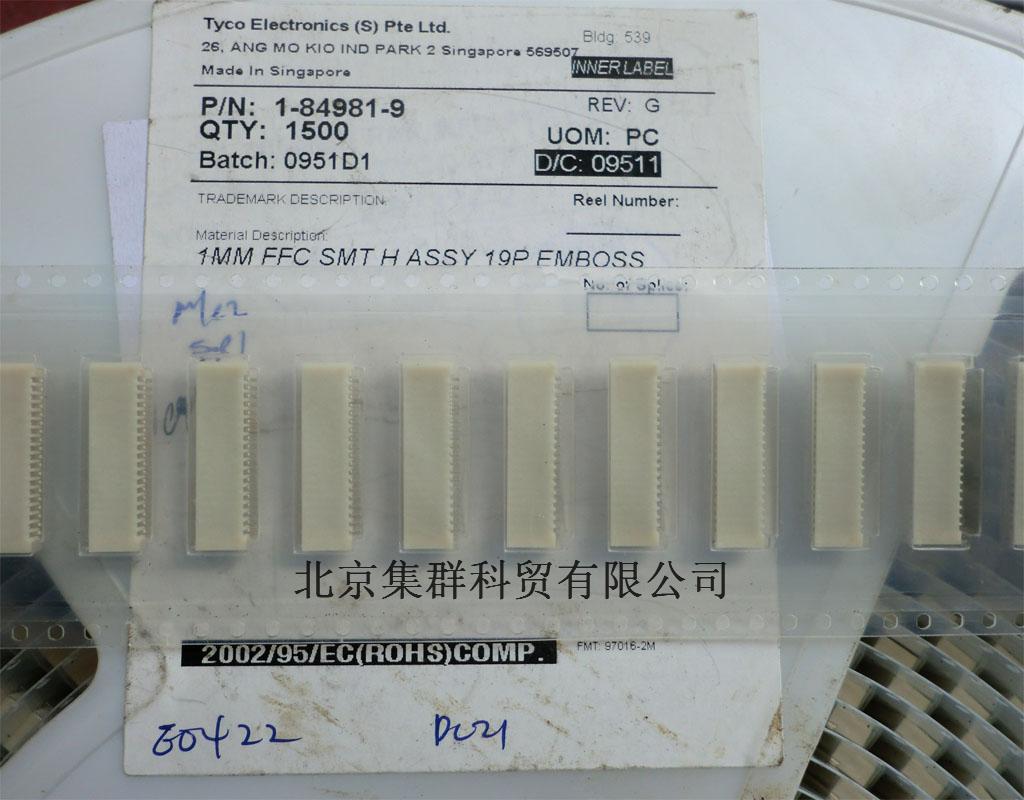 Tyco Electronics (S) Pte Ltd.
Bldg. 539
26, ANG MO KIO IND PARK 2 Singapore 569507
Made In Singapore
INNER LABEL
P/N: 1-84981-9
REV: G
QTY: 1500
UOM: PC
Batch: 0951D1
D/C: 09511
TRADEMARK DESCRIPTION:
Reel Number:
Material Description:
1MM FFC SMT H ASSY 19P EMBOSS
No. of Splice:
北京集群科贸有限公司
2002/95/EC(ROHS)COMP.
FMT: 97016-2M
E0422